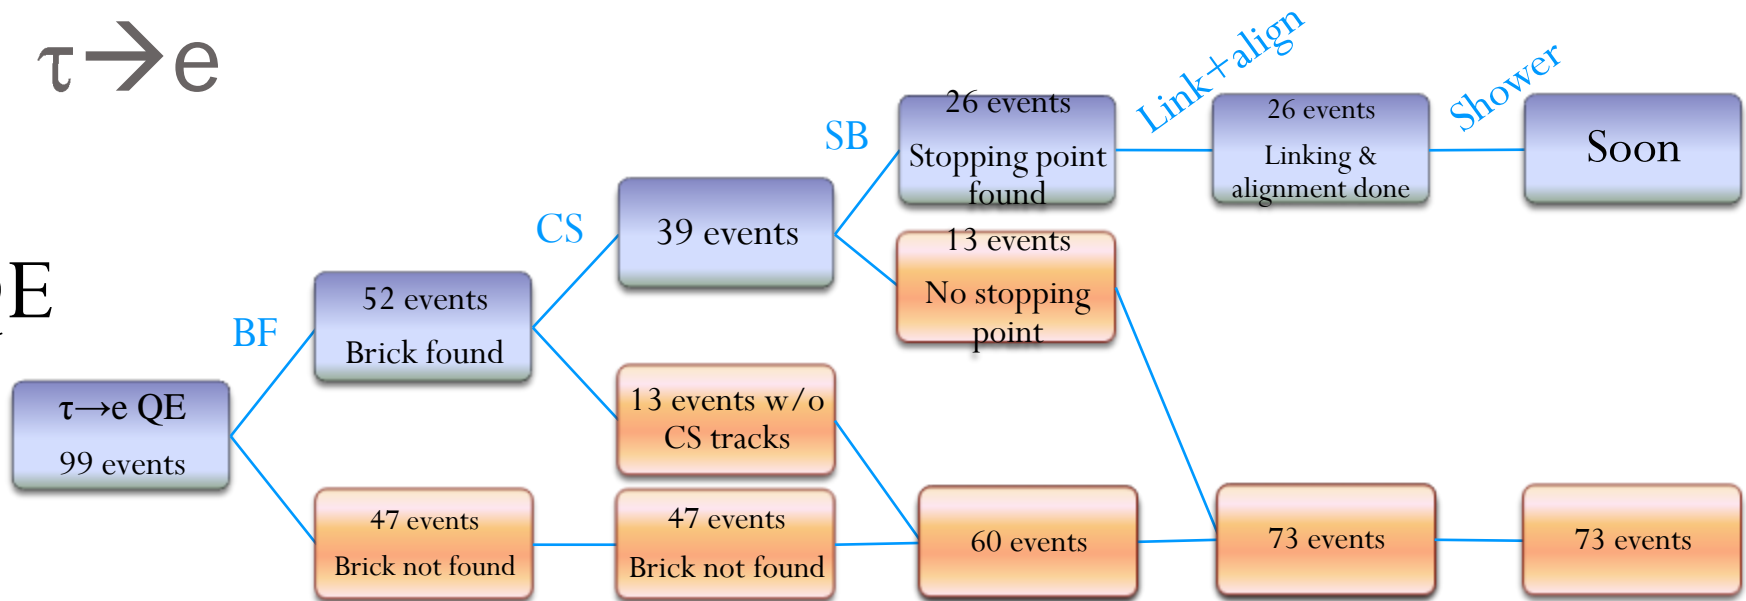 τ→e
QE
τ→e QE
99 events
BF
52 events
Brick found
47 events
Brick not found
CS
39 events
13 events w/o
CS tracks
47 events
Brick not found
SB
26 events
Stopping point
found
13 events
No stopping
point
60 events
Link+align
26 events
Linking &
alignment done
73 events
Shower
Soon
73 events